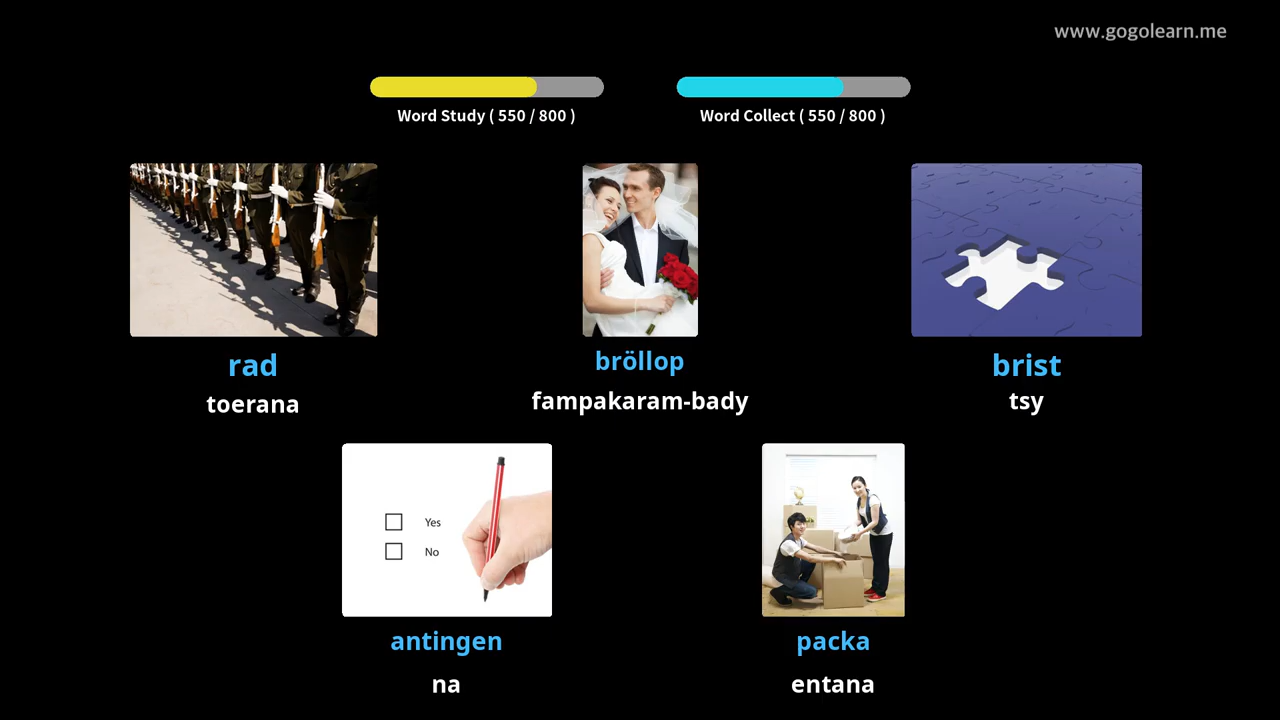 www.gogolearn.me
Word Study ( 550 / 800 )
Word Collect ( 550 / 800 )
rad
toerana
bröllop
fampakaram-bady
brist
tsy
Yes
No
antingen
na
packa
entana